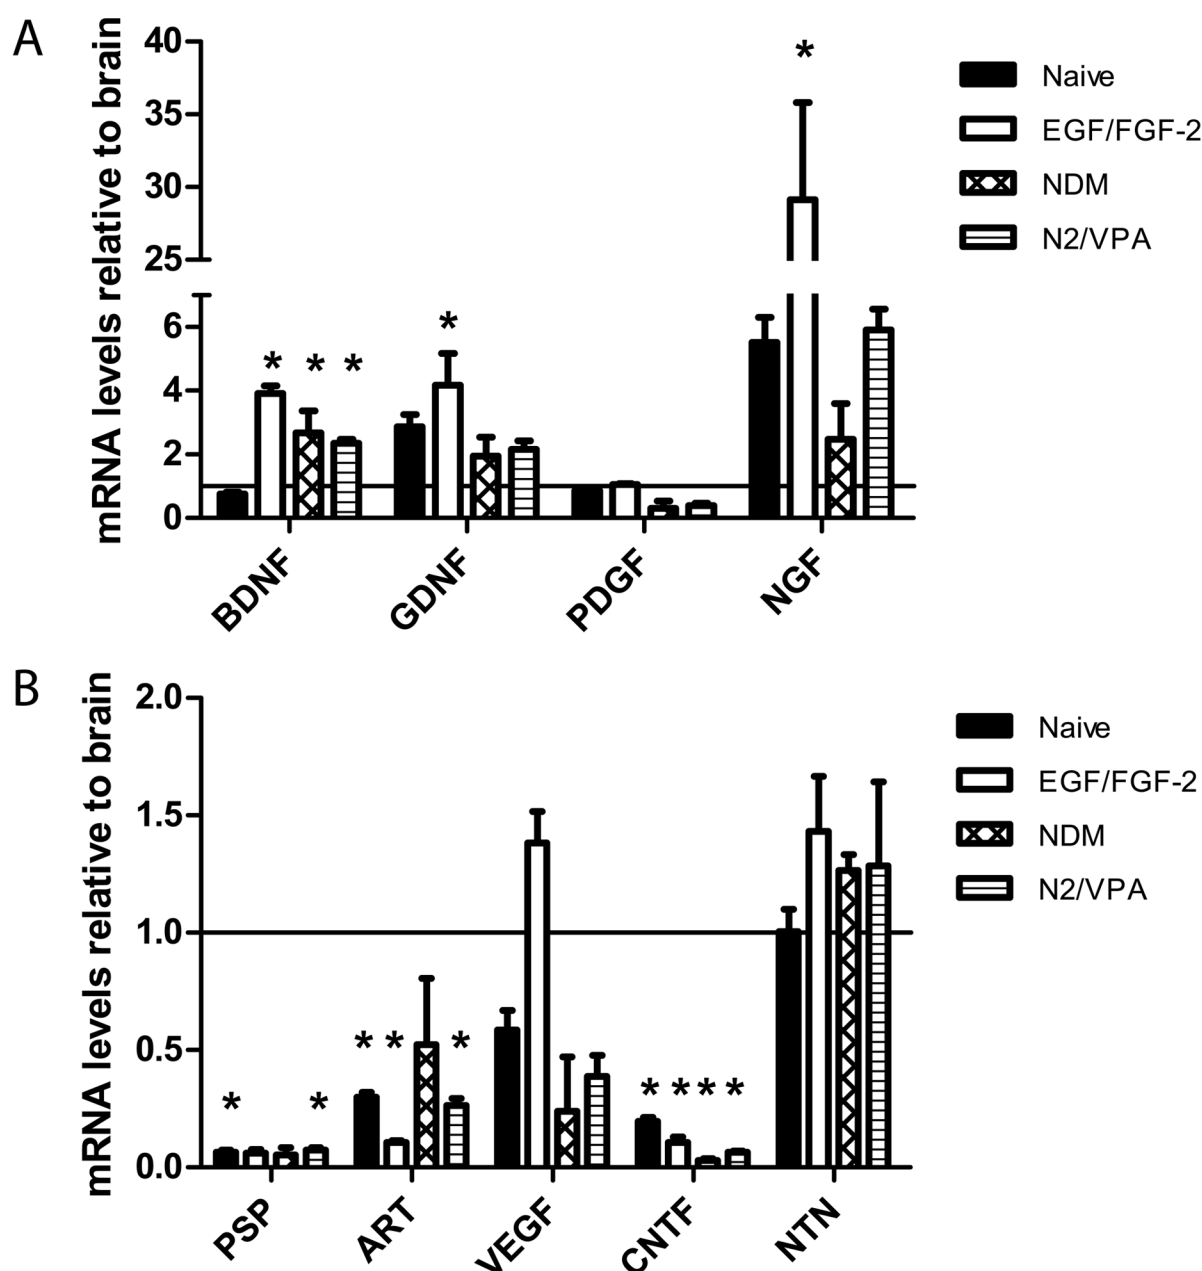 A
mRNA levels relative to brain
40
35
30
25
6
4
2
0
*
*
*
*
*
BDNF
GDNF
PDGF
NGF
Naive
EGF/FGF-2
NDM
N2/VPA
B
mRNA levels relative to brain
2.0
1.5
1.0
0.5
0.0
* *
* * *
* * * *
PSP
ART
VEGF
CNTF
NTN
Naive
EGF/FGF-2
NDM
N2/VPA